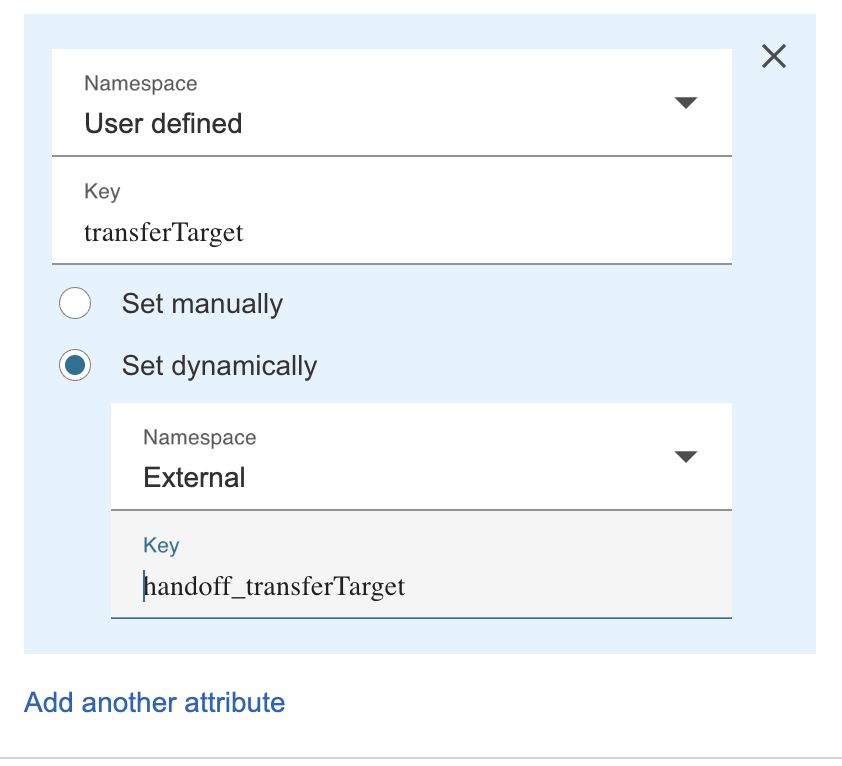 Namespace
User defined
Key
transferTarget
Set manually
Set dynamically
Namespace
External
Key
handoff_transferTarget
Add another attribute